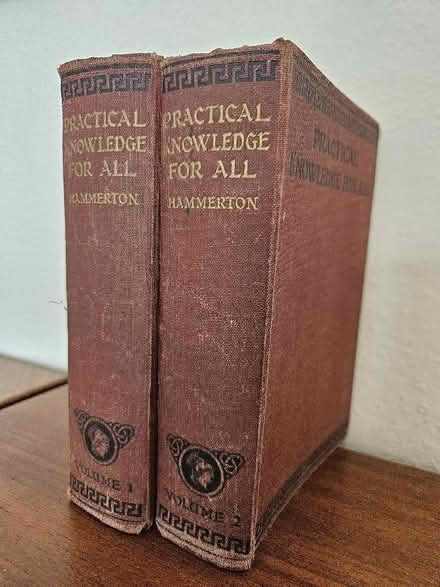 PRACTICAL
KNOWLEDGE
FOR ALL
HAMMERTON
VOLUME 1
PRACTICAL
KNOWLEDGE
FOR ALL
HAMMERTON
VOLUME 2
PRACTICAL
KNOWLEDGE FOR ALL